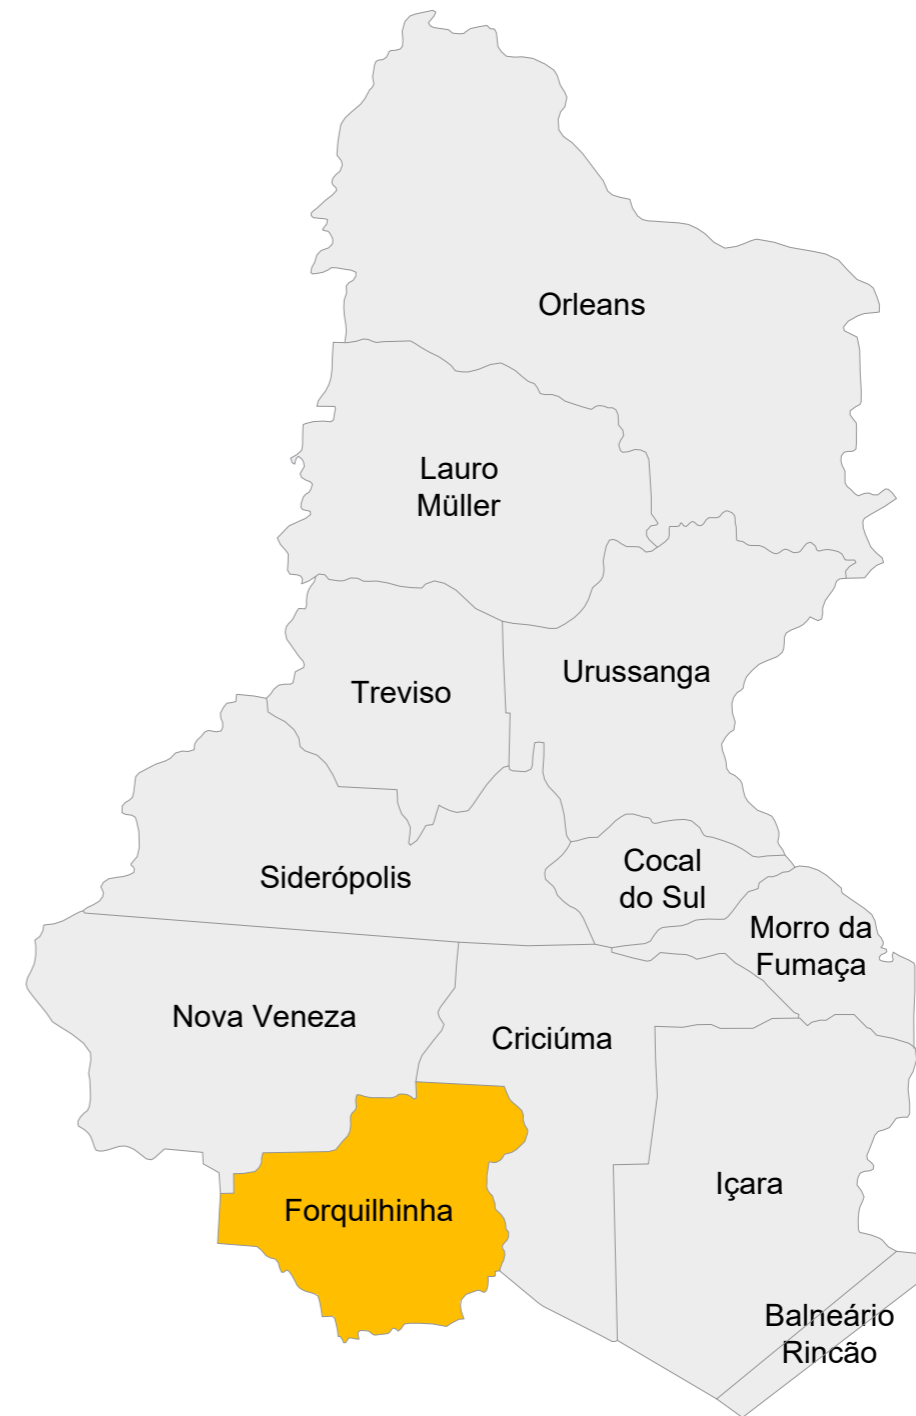 Orleans
Lauro
Müller
Urussanga
Treviso
Cocal
do Sul
Siderópolis
Morro da
Fumaça
Nova Veneza
Criciúma
Içara
Forquilhinha
Balneário
Rincão